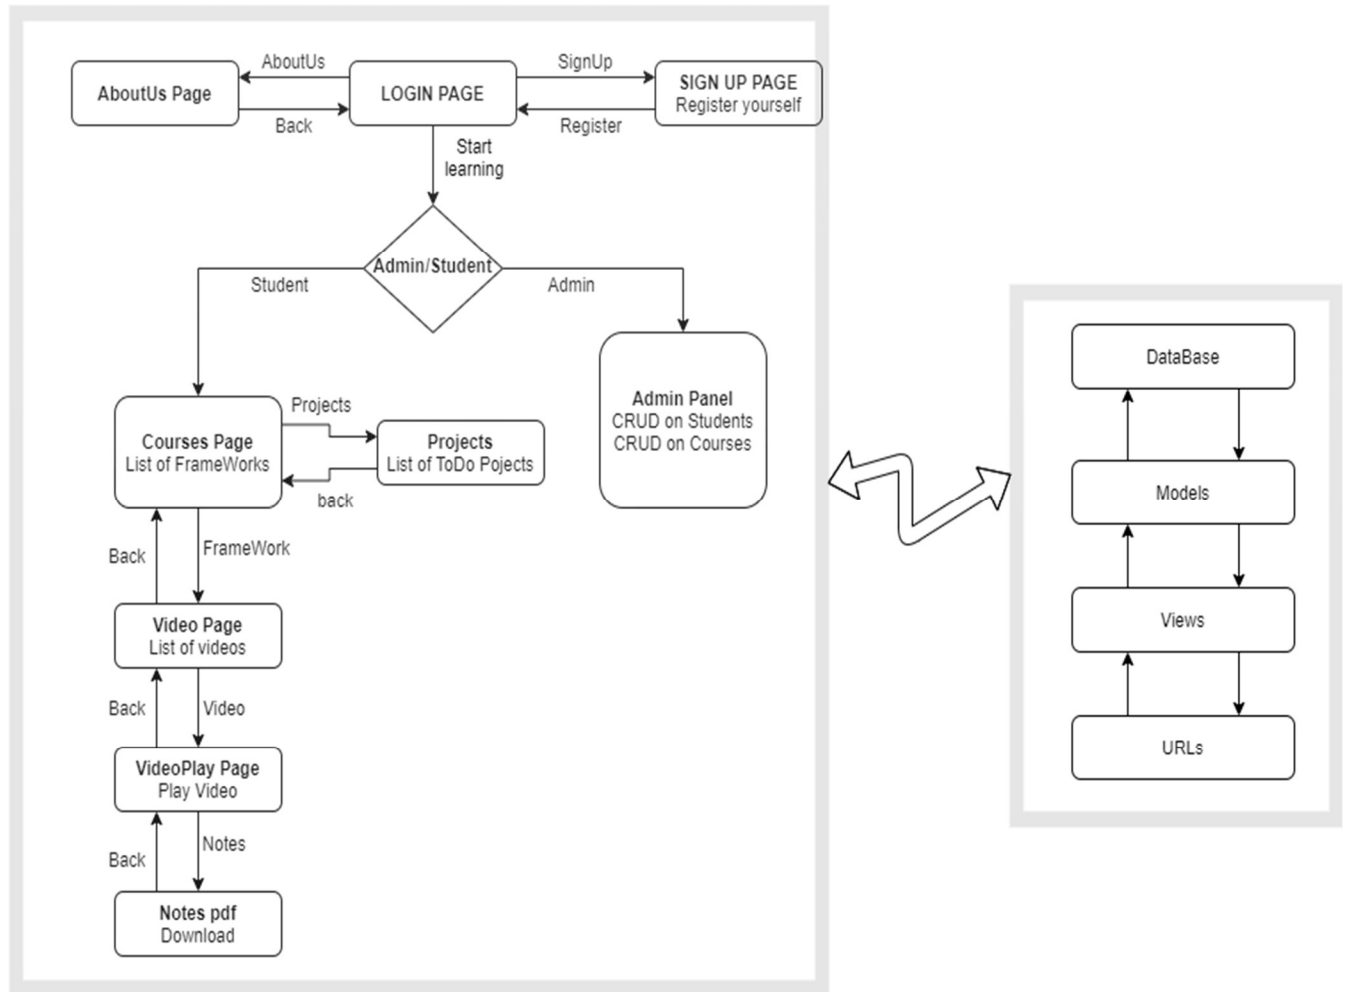 AboutUs
SignUp
AboutUs Page
LOGIN PAGE
SIGN UP PAGE
Register yourself
Back
Register
Start
learning
Admin/Student
Student
Admin
DataBase
Projects
Courses Page
List of FrameWorks
Projects
List of ToDo Pojects
back
Admin Panel
CRUD on Students
CRUD on Courses
Models
Back
FrameWork
Video Page
List of videos
Views
Back
Video
VideoPlay Page
Play Video
URLs
Back
Notes
Notes pdf
Download